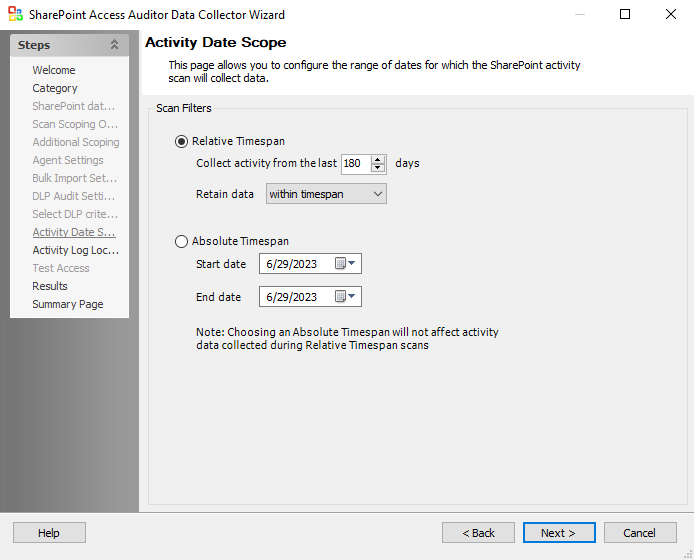 SharePoint Access Auditor Data Collector Wizard
Steps
Welcome
Category
SharePoint dat...
Scan Scoping O...
Additional Scoping
Agent Settings
Bulk Import Set...
DLP Audit Setti...
Select DLP crite...
Activity Date S...
Activity Log Loc...
Test Access
Results
Summary Page
Activity Date Scope
This page allows you to configure the range of dates for which the SharePoint activity
scan will collect data.
Scan Filters
Relative Timespan
Collect activity from the last 180 days
Retain data within timespan
Absolute Timespan
Start date 6/29/2023
End date 6/29/2023
Note: Choosing an Absolute Timespan will not affect activity
data collected during Relative Timespan scans
Help
< Back
Next >
Cancel